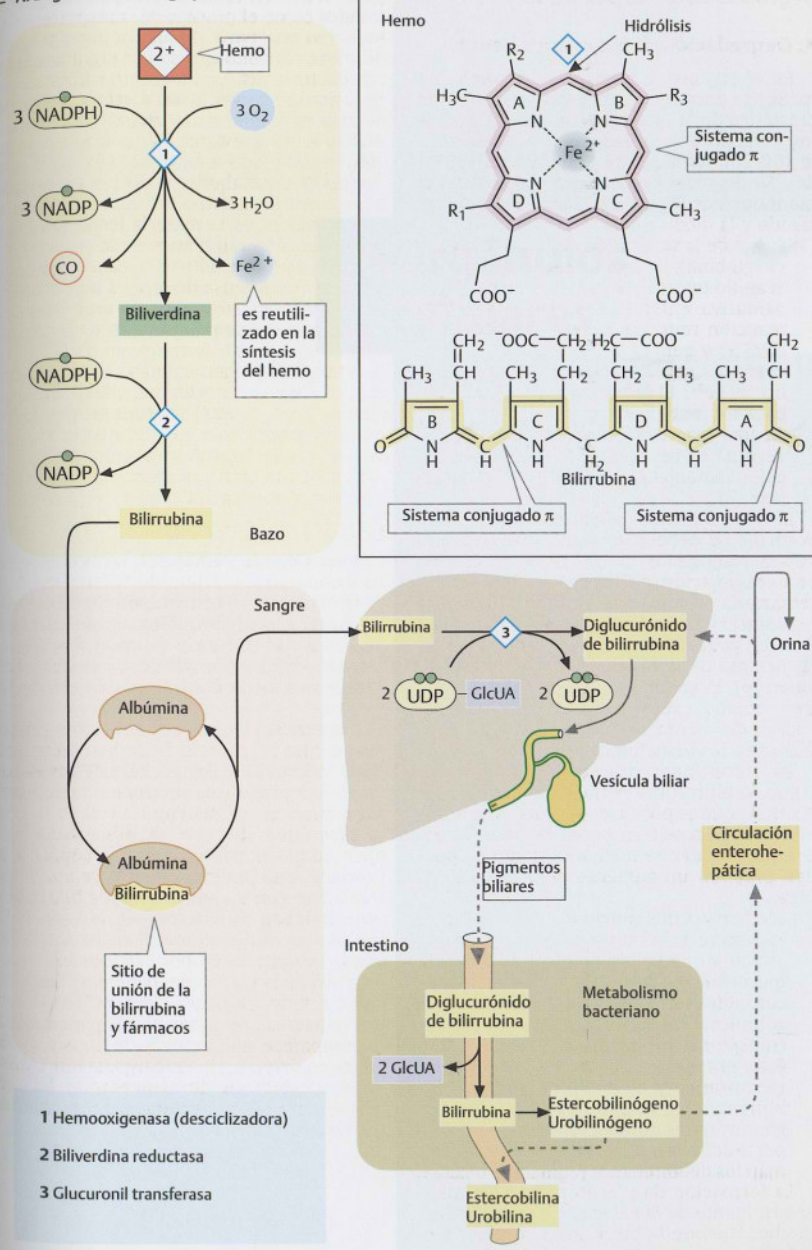 2+
Hemo
3 NADPH
3 O2
1
3 NADP
3 H2O
CO
Fe2+
Biliverdina
es reutili-
zado en la
síntesis
del hemo
NADPH
2
NADP
Bilirrubina
Bazo
Hemo
Hidrólisis
1
R2
CH3
H3C
A
B
R3
N
N
Fe2+
Sistema con-
jugado π
N
N
D
C
R1
CH3
COO−
COO−
CH2
−OOC—CH2
H2C—COO−
CH2
CH3
CH
CH3
CH2
CH2
CH3
CH3
CH
B
C
D
A
O
N
H
C
H
N
H
C
H2
N
H
C
H
N
H
O
Bilirrubina
Sistema conjugado π
Sistema conjugado π
Sangre
Bilirrubina
3
Diglucurónido
de bilirrubina
Orina
2 UDP
GlcUA
2 UDP
Albúmina
Vesícula biliar
Albúmina
Bilirrubina
Pigmentos
biliares
Circulación
enterohe-
pática
Sitio de
unión de la
bilirrubina
y fármacos
Intestino
Diglucurónido
de bilirrubina
Metabolismo
bacteriano
2 GlcUA
Bilirrubina
Estercobilinógeno
Urobilinógeno
Estercobilina
Urobilina
1 Hemooxigenasa (desciclizadora)
2 Biliverdina reductasa
3 Glucuronil transferasa